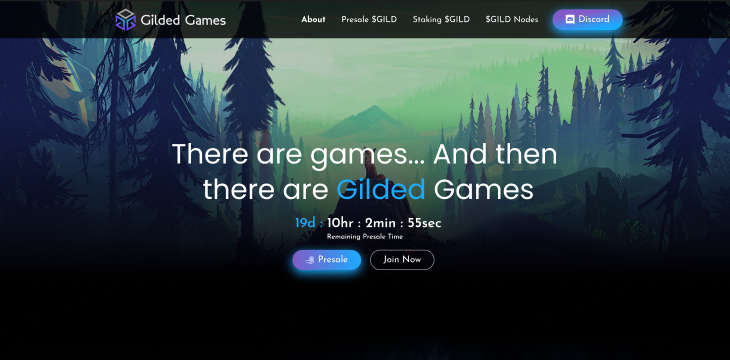 Gilded Games
About
Presale $GILD
Staking $GILD
$GILD Nodes
Discord
There are games... And then
there are Gilded Games
19d : 10hr : 2min : 55sec
Remaining Presale Time
Presale
Join Now